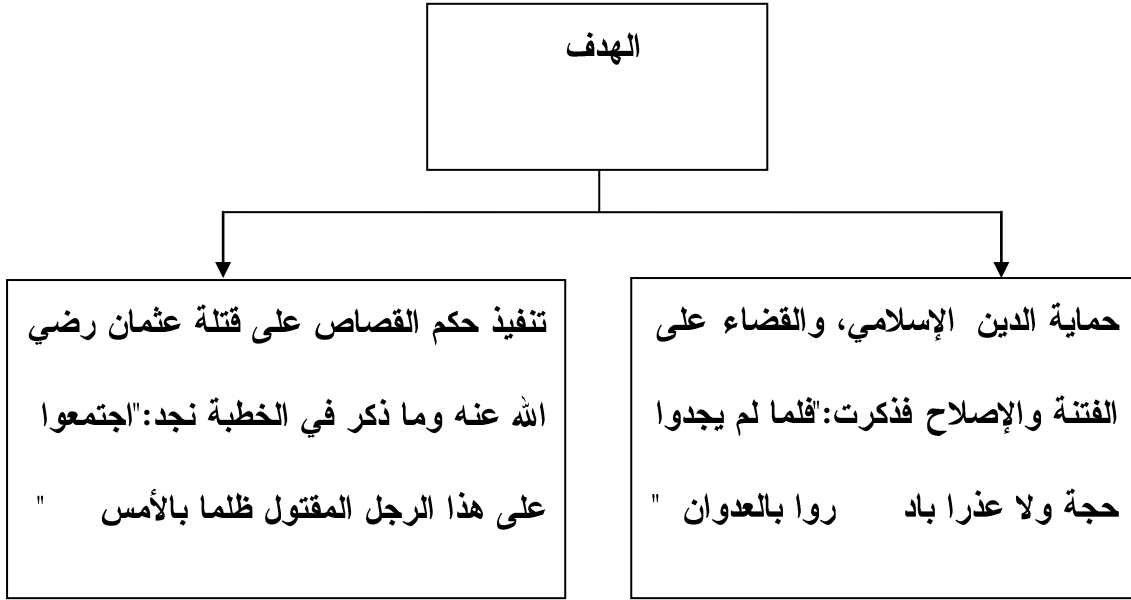 الهدف
حماية الدين الإسلامي، والقضاء على
الفتنة والإصلاح فذكرت:"فلما لم يجدوا
حجة ولا عذرا باد روا بالعدوان "
تنفيذ حكم القصاص على قتلة عثمان رضي
الله عنه وما ذكر في الخطبة نجد:"اجتمعوا
على هذا الرجل المقتول ظلما بالأمس "